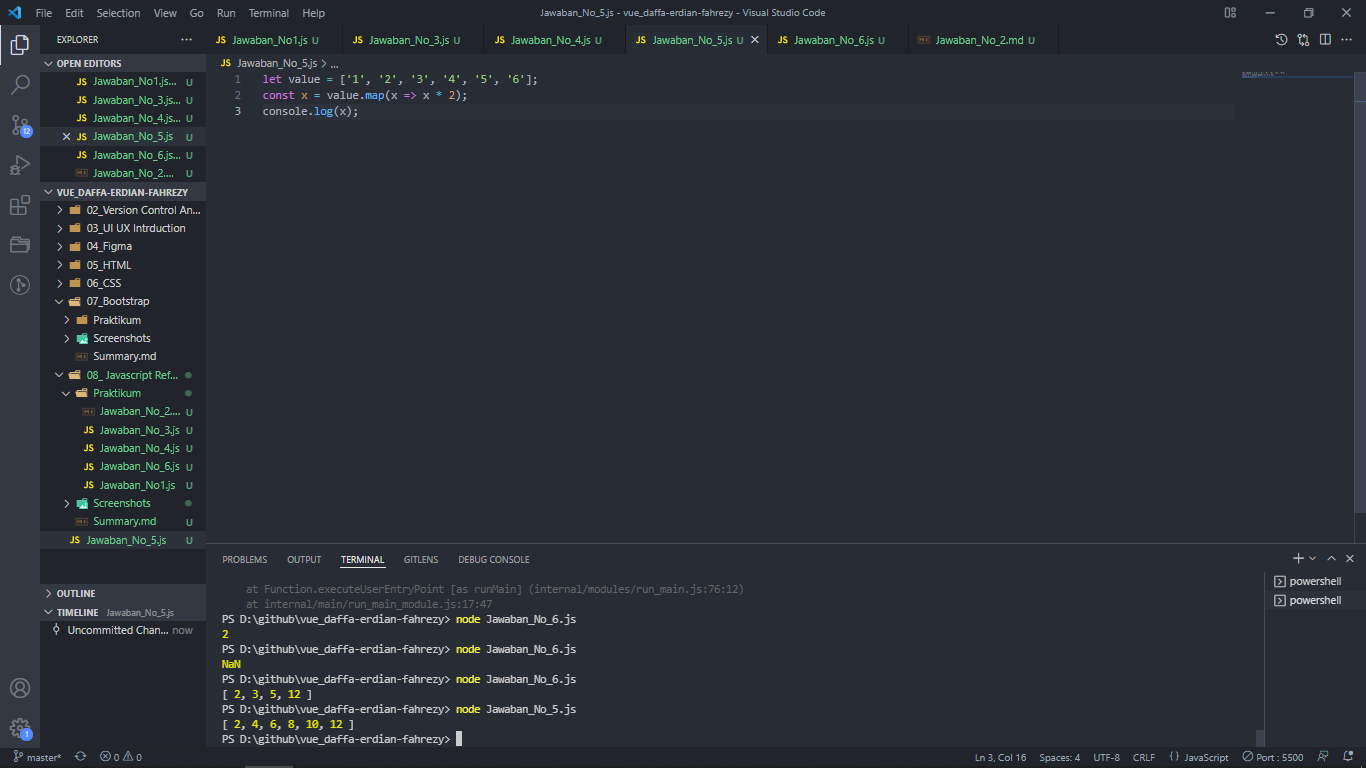 File Edit Selection View Go Run Terminal Help
Jawaban_No_5.js - vue_daffa-erdian-fahrezy - Visual Studio Code
EXPLORER
OPEN EDITORS
JS Jawaban_No1.js... U
JS Jawaban_No_3.js... U
JS Jawaban_No_4.js... U
JS Jawaban_No_5.js U
JS Jawaban_No_6.js... U
Jawaban_No_2.... U
VUE_DAFFA-ERDIAN-FAHREZY
02_Version Control An...
03_UI UX Intrduction
04_Figma
05_HTML
06_CSS
07_Bootstrap
Praktikum
Screenshots
Summary.md
08_ Javascript Ref...
Praktikum
Jawaban_No_2.... U
JS Jawaban_No_3.js U
JS Jawaban_No_4.js U
JS Jawaban_No_6.js U
JS Jawaban_No1.js U
Screenshots
Summary.md U
JS Jawaban_No_5.js U
OUTLINE
TIMELINE Jawaban_No_5.js
Uncommitted Chan... now
12
1
JS Jawaban_No1.js U JS Jawaban_No_3.js U JS Jawaban_No_4.js U JS Jawaban_No_5.js U JS Jawaban_No_6.js U Jawaban_No_2.md U
JS Jawaban_No_5.js > ...
1 let value = ['1', '2', '3', '4', '5', '6'];
2 const x = value.map(x => x * 2);
3 console.log(x);
PROBLEMS OUTPUT TERMINAL GITLENS DEBUG CONSOLE
at Function.executeUserEntryPoint [as runMain] (internal/modules/run_main.js:76:12)
at internal/main/run_main_module.js:17:47
PS D:\github\vue_daffa-erdian-fahrezy> node Jawaban_No_6.js
2
PS D:\github\vue_daffa-erdian-fahrezy> node Jawaban_No_6.js
NaN
PS D:\github\vue_daffa-erdian-fahrezy> node Jawaban_No_6.js
[ 2, 3, 5, 12 ]
PS D:\github\vue_daffa-erdian-fahrezy> node Jawaban_No_5.js
[ 2, 4, 6, 8, 10, 12 ]
PS D:\github\vue_daffa-erdian-fahrezy>
powershell
powershell
master* 0 0 Ln 3, Col 16 Spaces: 4 UTF-8 CRLF {} JavaScript Port : 5500